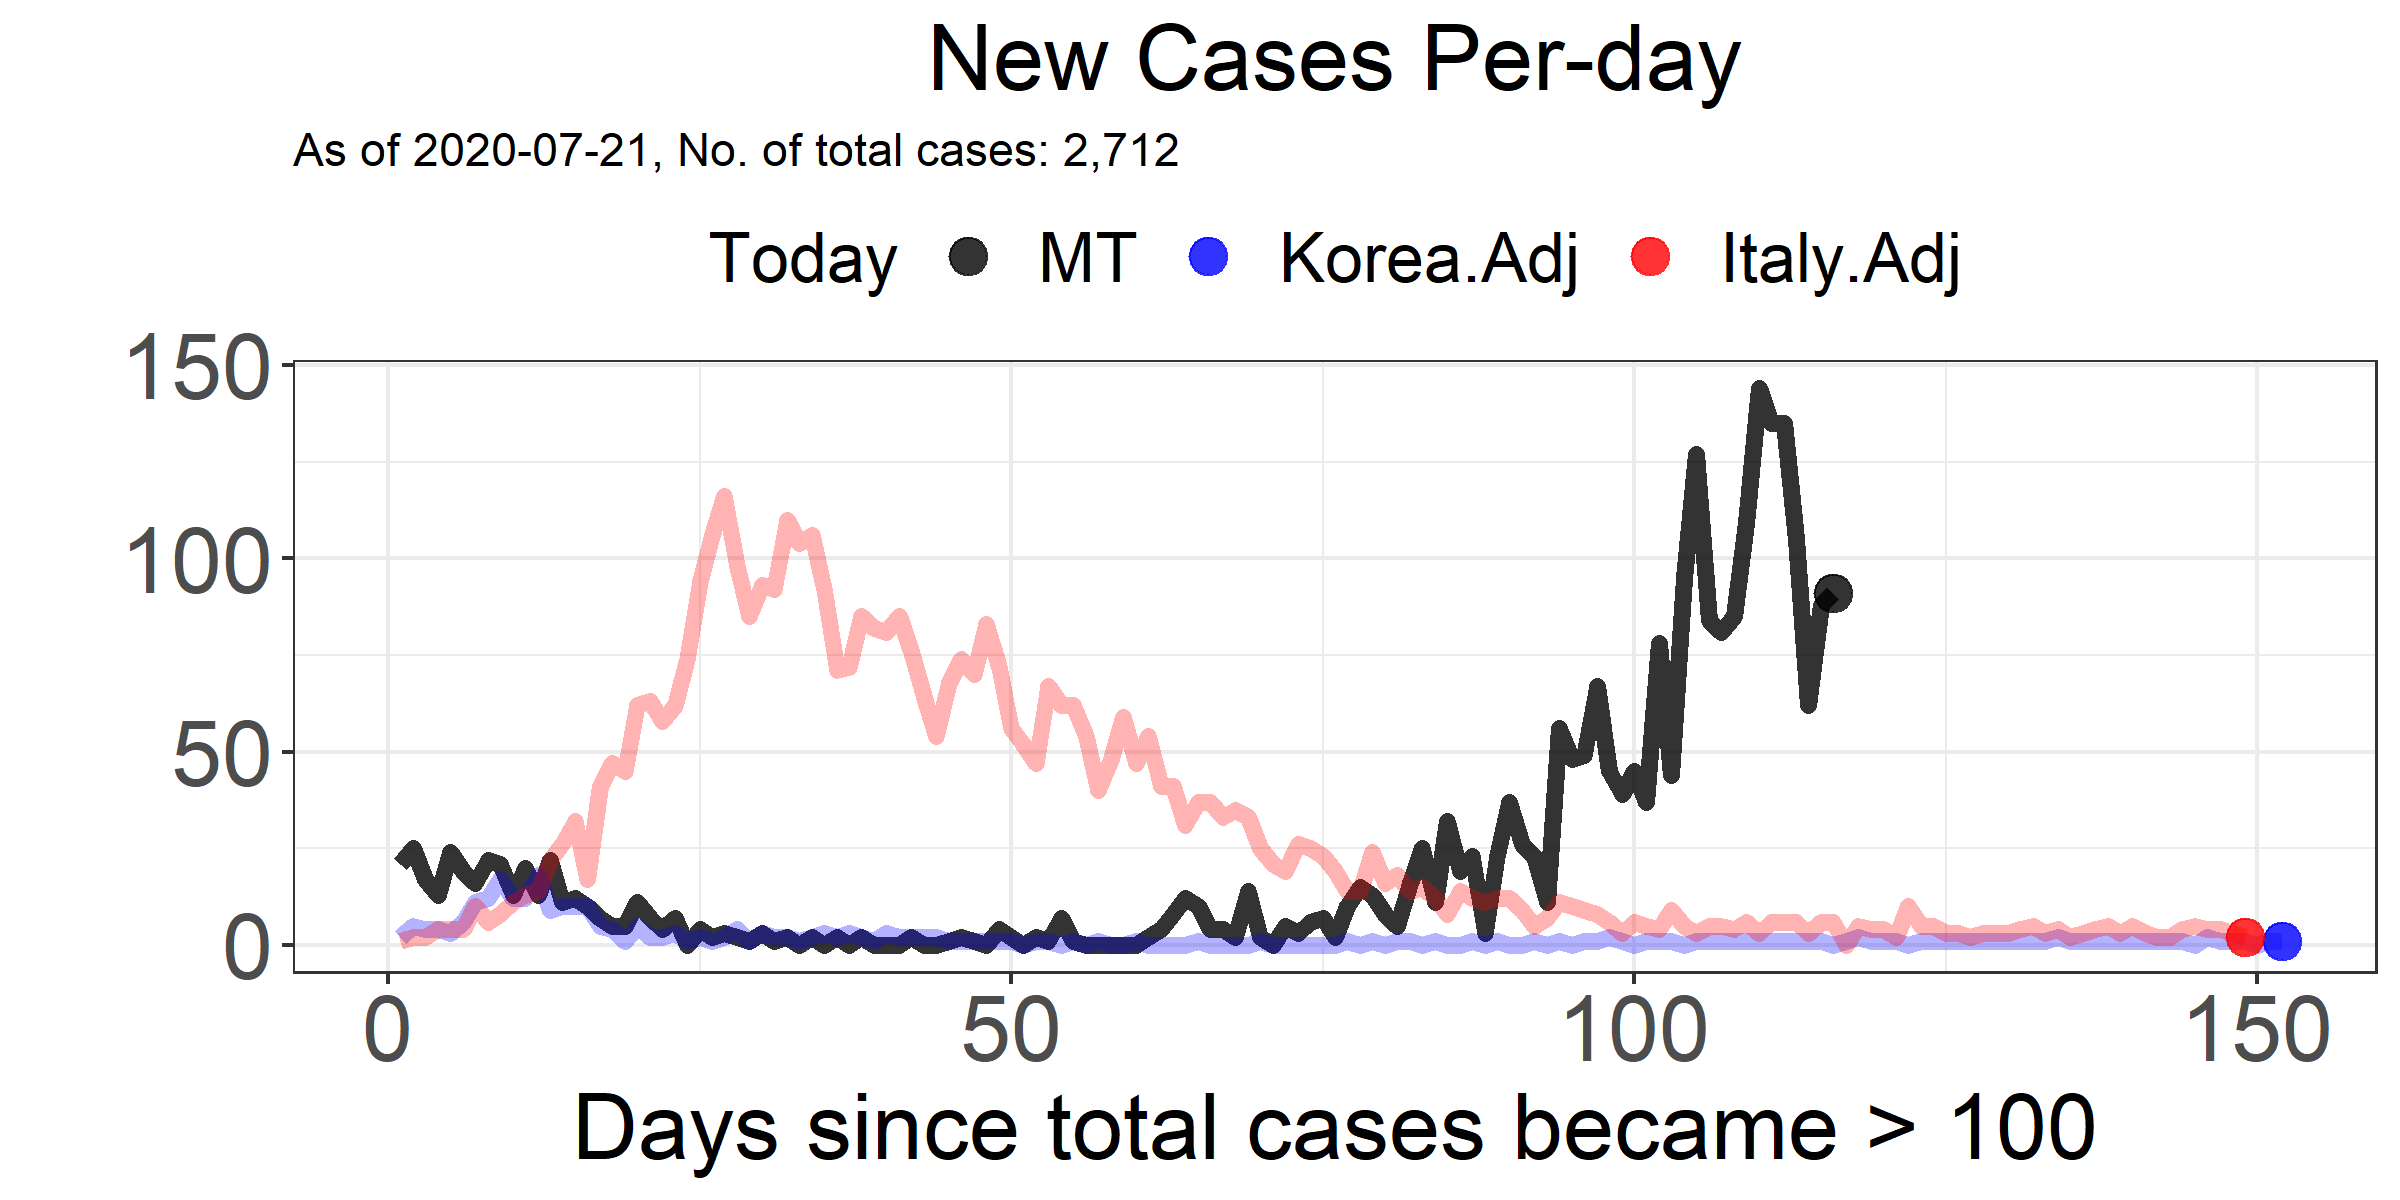 New Cases Per-day
As of 2020-07-21, No. of total cases: 2,712
Today MT Korea.Adj Italy.Adj
150
100
50
0
0 50 100 150
Days since total cases became > 100